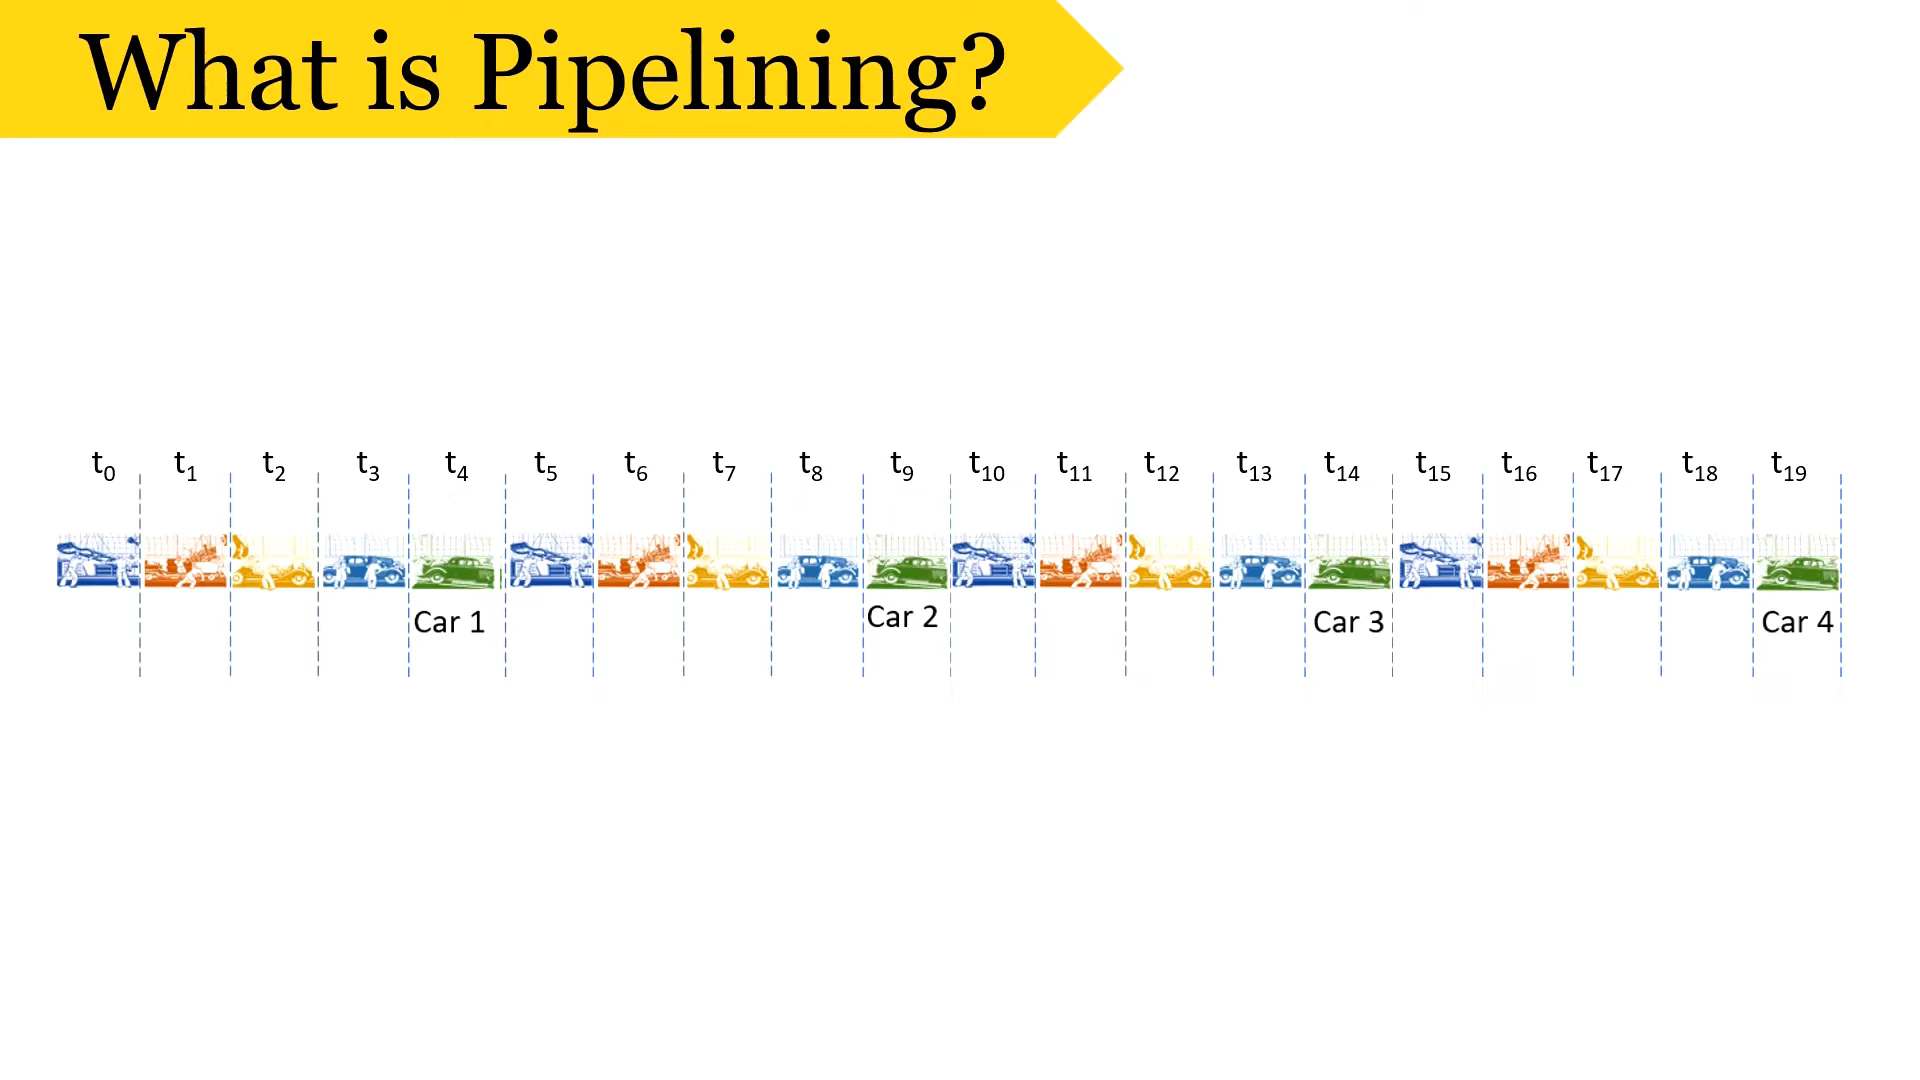 What is Pipelining?
t0 t1 t2 t3 t4 t5 t6 t7 t8 t9 t10 t11 t12 t13 t14 t15 t16 t17 t18 t19
Car 1 Car 2 Car 3 Car 4